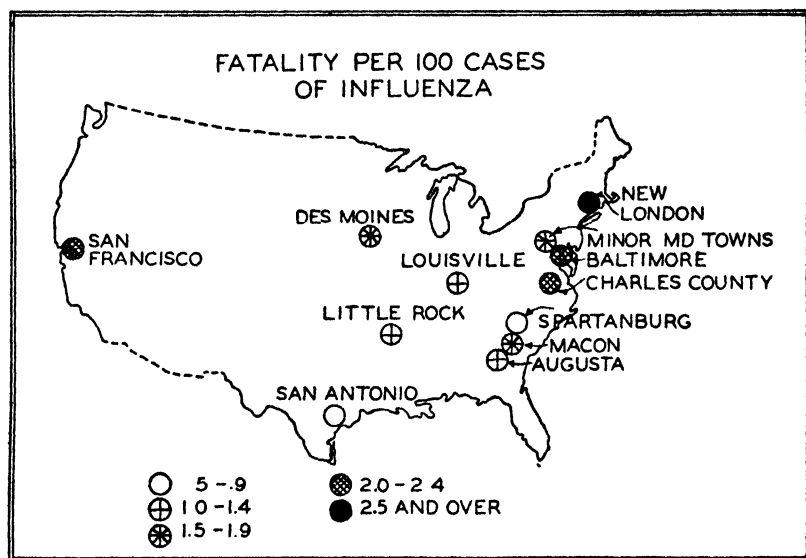 FATALITY PER 100 CASES
OF INFLUENZA
NEW
LONDON
DES MOINES
MINOR MD TOWNS
SAN
FRANCISCO
LOUISVILLE
BALTIMORE
CHARLES COUNTY
LITTLE ROCK
SPARTANBURG
MACON
AUGUSTA
SAN ANTONIO
5 -.9
1 0 -1.4
1.5 -1.9
2.0 - 2 4
2.5 AND OVER